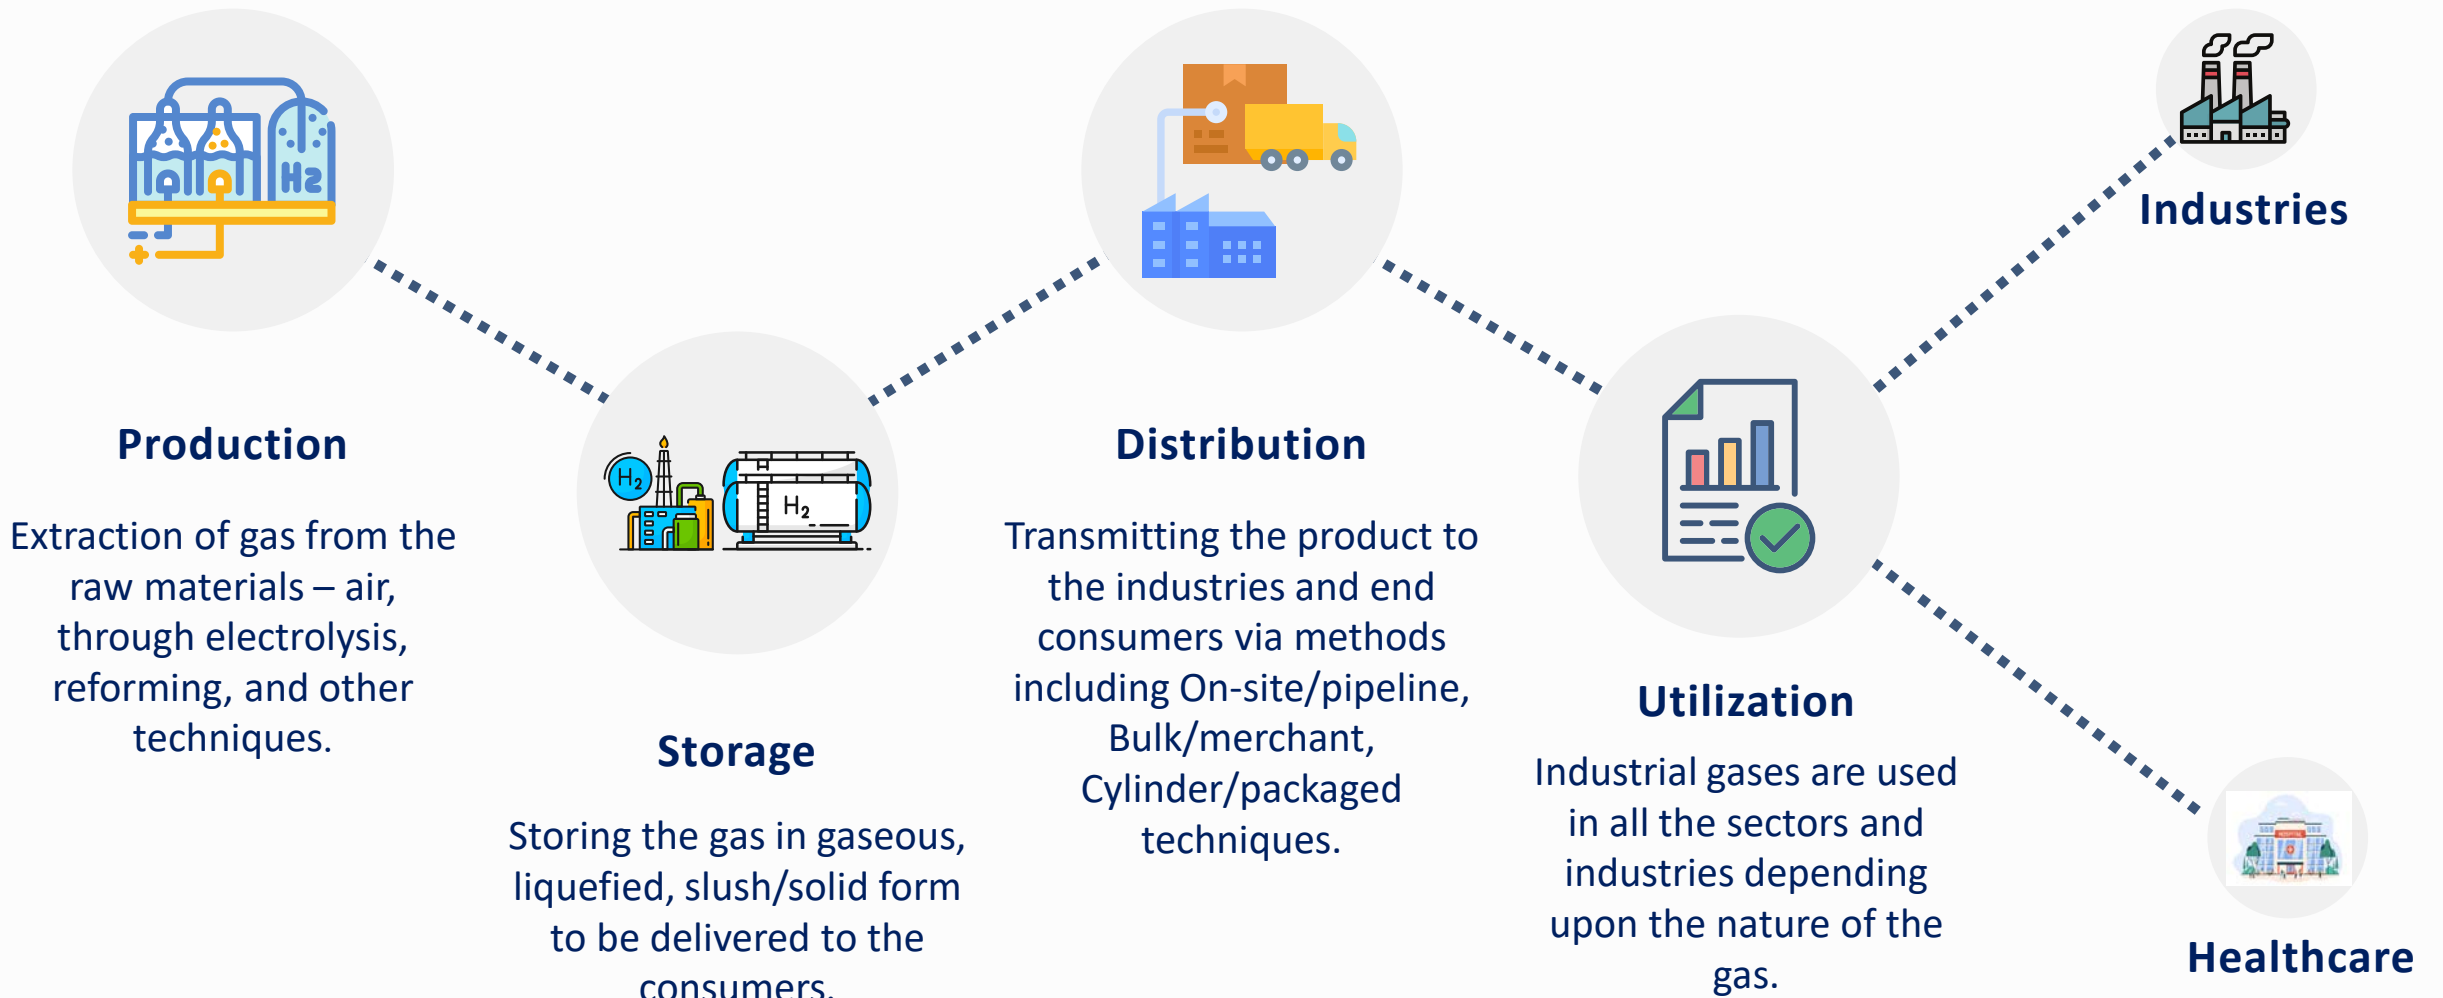 H2
Production
Extraction of gas from the
raw materials – air,
through electrolysis,
reforming, and other
techniques.
H2
H2
Storage
Storing the gas in gaseous,
liquefied, slush/solid form
to be delivered to the
consumers.
Distribution
Transmitting the product to
the industries and end
consumers via methods
including On-site/pipeline,
Bulk/merchant,
Cylinder/packaged
techniques.
Utilization
Industrial gases are used
in all the sectors and
industries depending
upon the nature of the
gas.
Industries
HOSPITAL
Healthcare